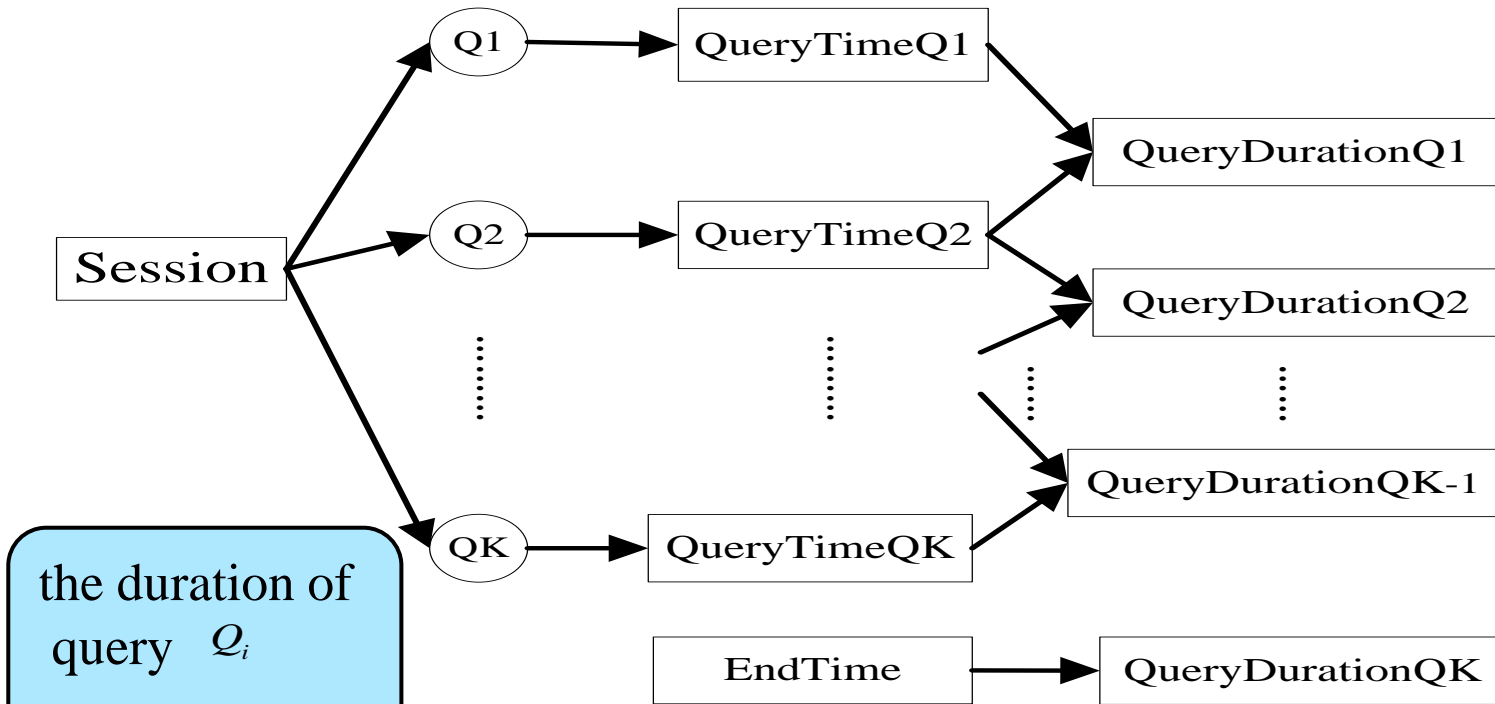 Q1
QueryTimeQ1
QueryDurationQ1
Q2
QueryTimeQ2
Session
QueryDurationQ2
QueryDurationQK-1
QK
QueryTimeQK
the duration of
query Qi
EndTime
QueryDurationQK